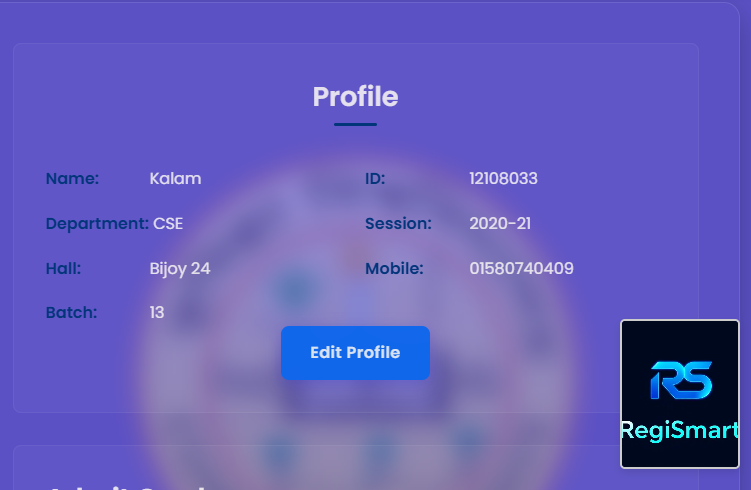 Profile
Name: Kalam ID: 12108033
Department: CSE Session: 2020-21
Hall: Bijoy 24 Mobile: 01580740409
Batch: 13
Edit Profile
RS
RegiSmart